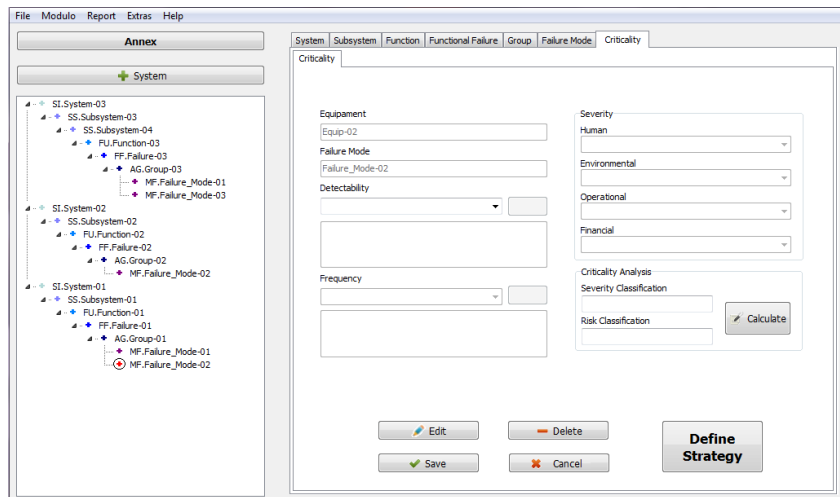 File Modulo Report Extras Help
Annex
System
SI.System-03
SS.Subsystem-03
SS.Subsystem-04
FU.Function-03
FF.Failure-03
AG.Group-03
MF.Failure_Mode-01
MF.Failure_Mode-03
SI.System-02
SS.Subsystem-02
FU.Function-02
FF.Failure-02
AG.Group-02
MF.Failure_Mode-02
SI.System-01
SS.Subsystem-01
FU.Function-01
FF.Failure-01
AG.Group-01
MF.Failure_Mode-01
MF.Failure_Mode-02
System Subsystem Function Functional Failure Group Failure Mode Criticality
Criticality
Equipament
Equip-02
Failure Mode
Failure_Mode-02
Detectability
Frequency
Severity
Human
Environmental
Operational
Financial
Criticality Analysis
Severity Classification
Risk Classification
Calculate
Edit
Delete
Save
Cancel
Define
Strategy